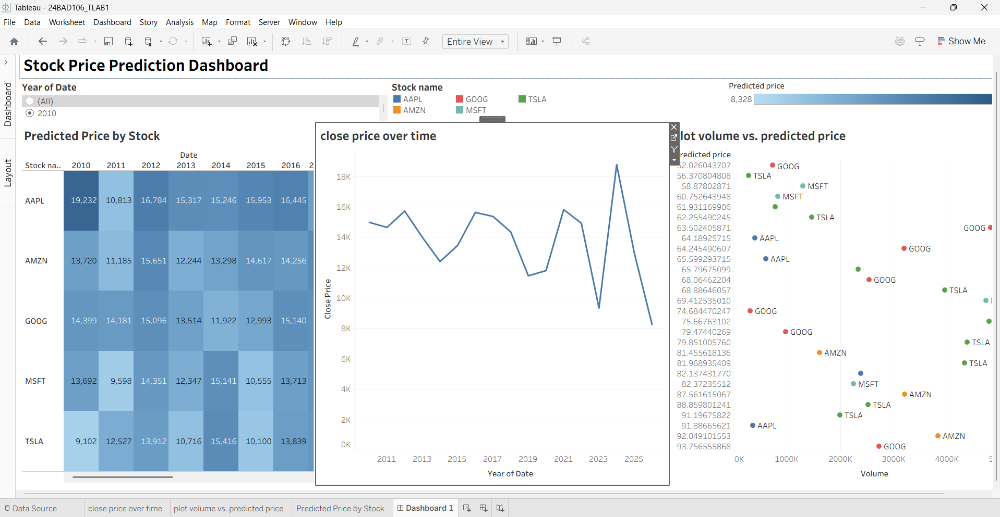 Tableau - 24BAD106_TLAB1
File Data Worksheet Dashboard Story Analysis Map Format Server Window Help
Entire View
Show Me
Dashboard
Layout
Stock Price Prediction Dashboard
Year of Date
(All)
2010
Stock name
AAPL GOOG TSLA
AMZN MSFT
Predicted price
8,328
Predicted Price by Stock
Date
Stock na.. 2010 2011 2012 2013 2014 2015 2016 2
AAPL 19,232 10,813 16,784 15,317 15,246 15,953 16,445
AMZN 13,720 11,185 15,651 12,244 13,298 14,617 14,256
GOOG 14,399 14,181 15,096 13,514 11,922 12,993 15,140
MSFT 13,692 9,598 14,351 12,347 15,141 10,555 13,713
TSLA 9,102 12,527 13,912 10,716 15,416 10,100 13,839
close price over time
Close Price
18K
16K
14K
12K
10K
8K
6K
4K
2K
0K
2011 2013 2015 2017 2019 2021 2023 2025
Year of Date
lot volume vs. predicted price
redicted price
52.026043707 GOOG
56.370804808 TSLA
58.87802871 MSFT
60.752643948 MSFT
61.931169906
62.255490245 TSLA
63.502405871 GOOG
64.18925715 AAPL
64.245490607 GOOG
65.599293715 AAPL
65.79675099
68.06462204 GOOG
68.88646057 TSLA
69.412535010
74.684470247 GOOG
75.66763102
79.47440269 GOOG
79.851005760 TSLA
81.455618136 AMZN
81.968935409 TSLA
82.137431770
82.37235512 MSFT
87.561615067 AMZN
88.859801241 TSLA
91.19675822 TSLA
91.88665621 AAPL
92.049101553 AMZN
93.756555868 GOOG
0K 1000K 2000K 3000K 4000K 5
Volume
Data Source close price over time plot volume vs. predicted price Predicted Price by Stock Dashboard 1